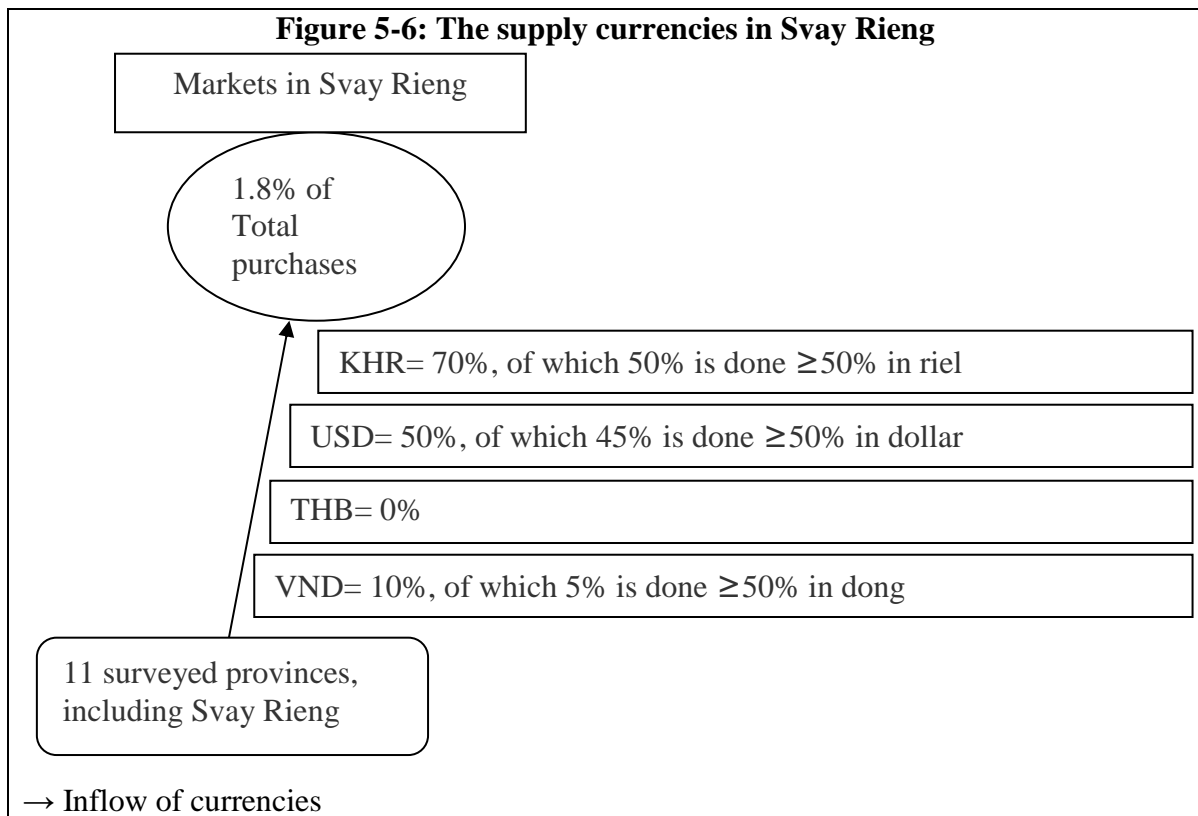 Figure 5-6: The supply currencies in Svay Rieng
Markets in Svay Rieng
1.8% of
Total
purchases
KHR= 70%, of which 50% is done ≥50% in riel
USD= 50%, of which 45% is done ≥50% in dollar
THB= 0%
VND= 10%, of which 5% is done ≥50% in dong
11 surveyed provinces,
including Svay Rieng
→ Inflow of currencies